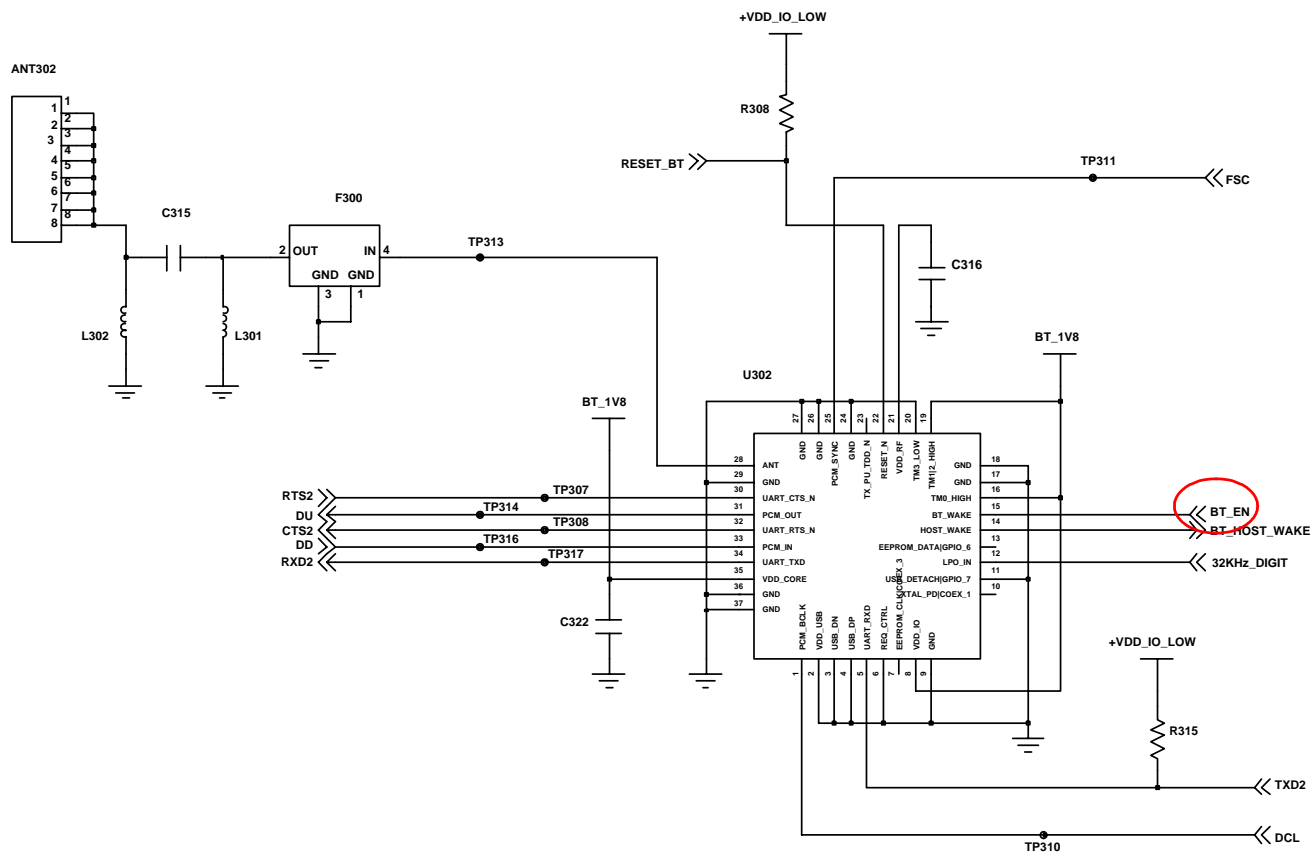 +VDD_IO_LOW
ANT302
1 1
2 2
3 3
4 4
5 5
6 6
7 7
8 8
R308
RESET_BT
TP311
FSC
C315
F300
2 OUT IN 4
GND GND
3 1
TP313
C316
L302
L301
BT_1V8
U302
BT_1V8
27 26 25 24 23 22 21 20 19
GND GND PCM_SYNC GND TX_PU_TDD_N RESET_N VDD_RF TM3_LOW TM1|2_HIGH
28 ANT
29 GND
30 UART_CTS_N
31 PCM_OUT
32 UART_RTS_N
33 PCM_IN
34 UART_TXD
35 VDD_CORE
36 GND
37 GND
GND 18
GND 17
TM0_HIGH 16
BT_WAKE 15
HOST_WAKE 14
EEPROM_DATA|GPIO_6 13
LPO_IN 12
USB_DETACH|GPIO_7 11
XTAL_PD|COEX_1 10
PCM_BCLK VDD_USB USB_DN USB_DP UART_RXD REQ_CTRL EEPROM_CLK|COEX_3 VDD_IO GND
1 2 3 4 5 6 7 8 9
RTS2 TP307
DU TP314
CTS2 TP308
DD TP316
RXD2 TP317
BT_EN
BT_HOST_WAKE
32KHz_DIGIT
C322
+VDD_IO_LOW
R315
TXD2
TP310
DCL